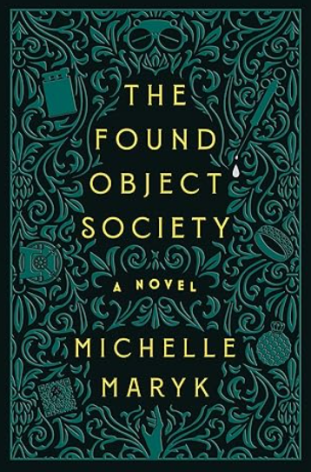 THE
FOUND
OBJECT
SOCIETY
A NOVEL
MICHELLE
MARYK